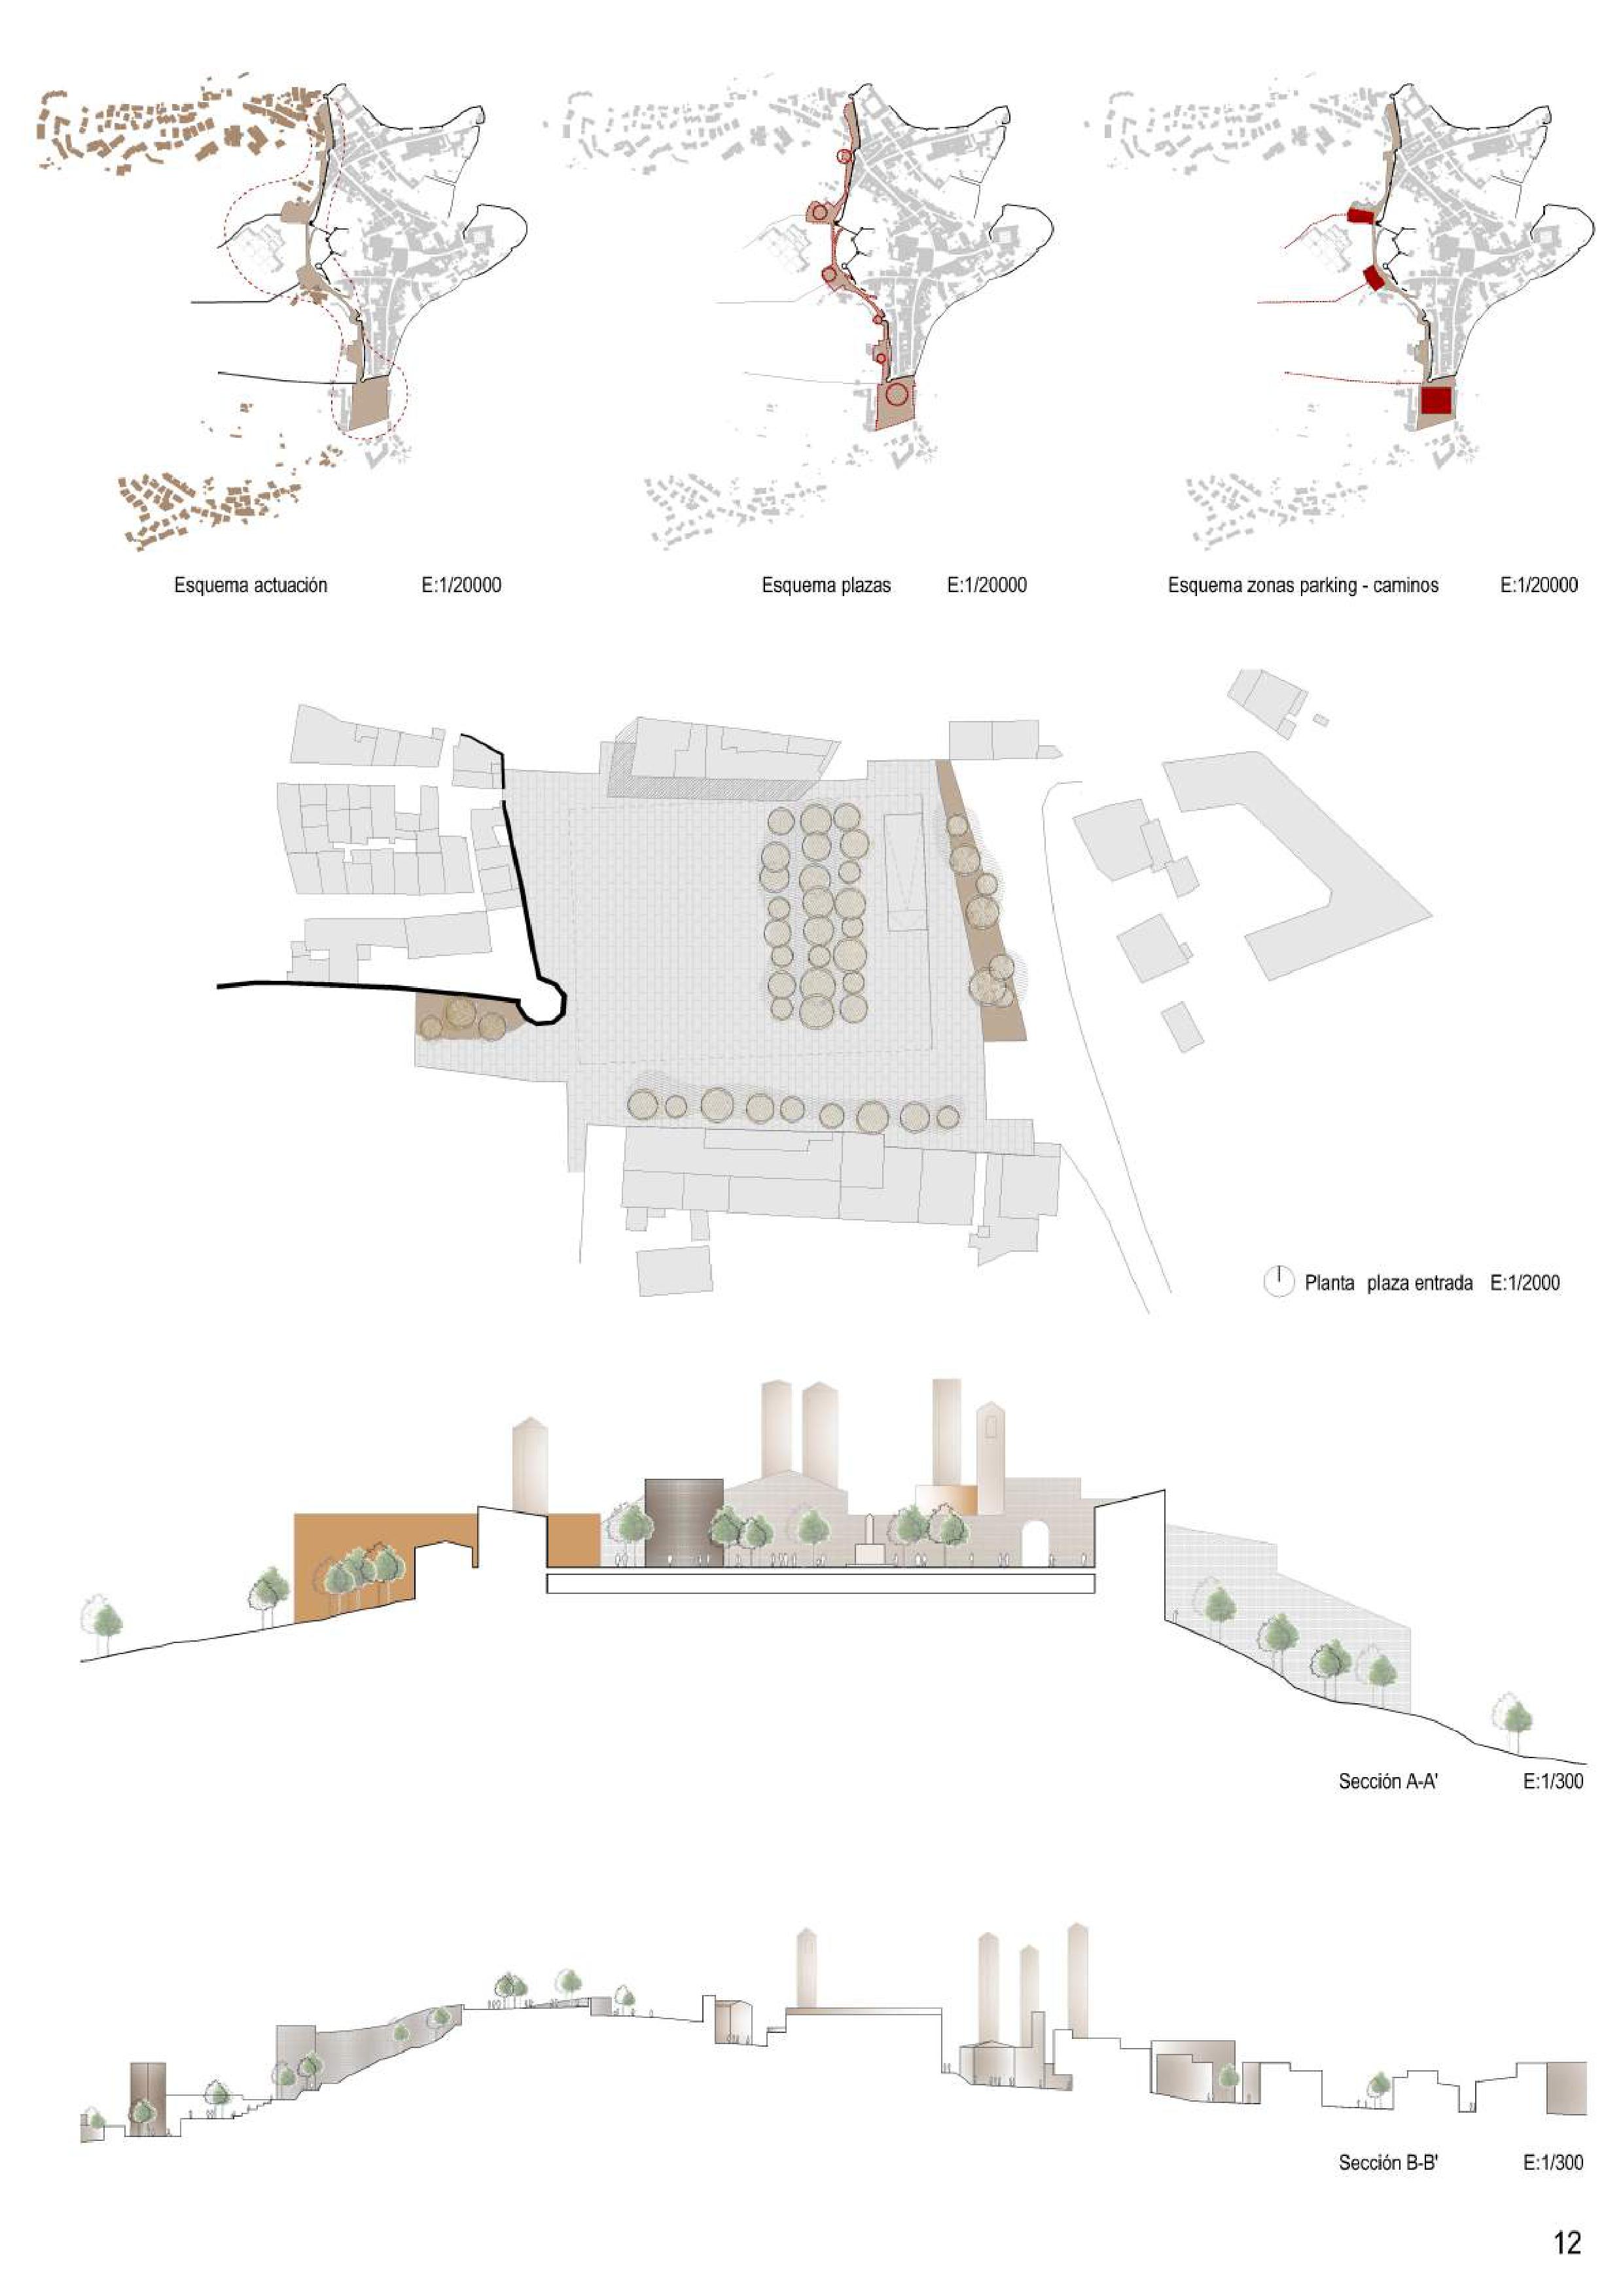 Esquema actuación E:1/20000
Esquema plazas E:1/20000
Esquema zonas parking - caminos E:1/20000
Planta plaza entrada E:1/2000
Sección A-A' E:1/300
Sección B-B' E:1/300
12